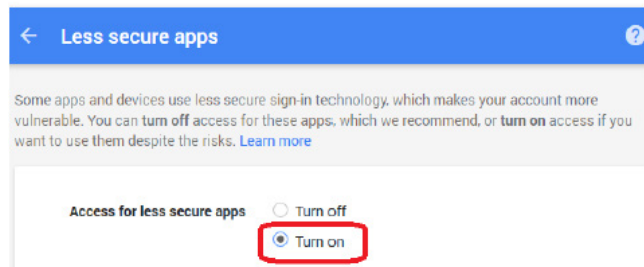 Less secure apps
Some apps and devices use less secure sign-in technology, which makes your account more
vulnerable. You can turn off access for these apps, which we recommend, or turn on access if you
want to use them despite the risks. Learn more
Access for less secure apps Turn off
Turn on